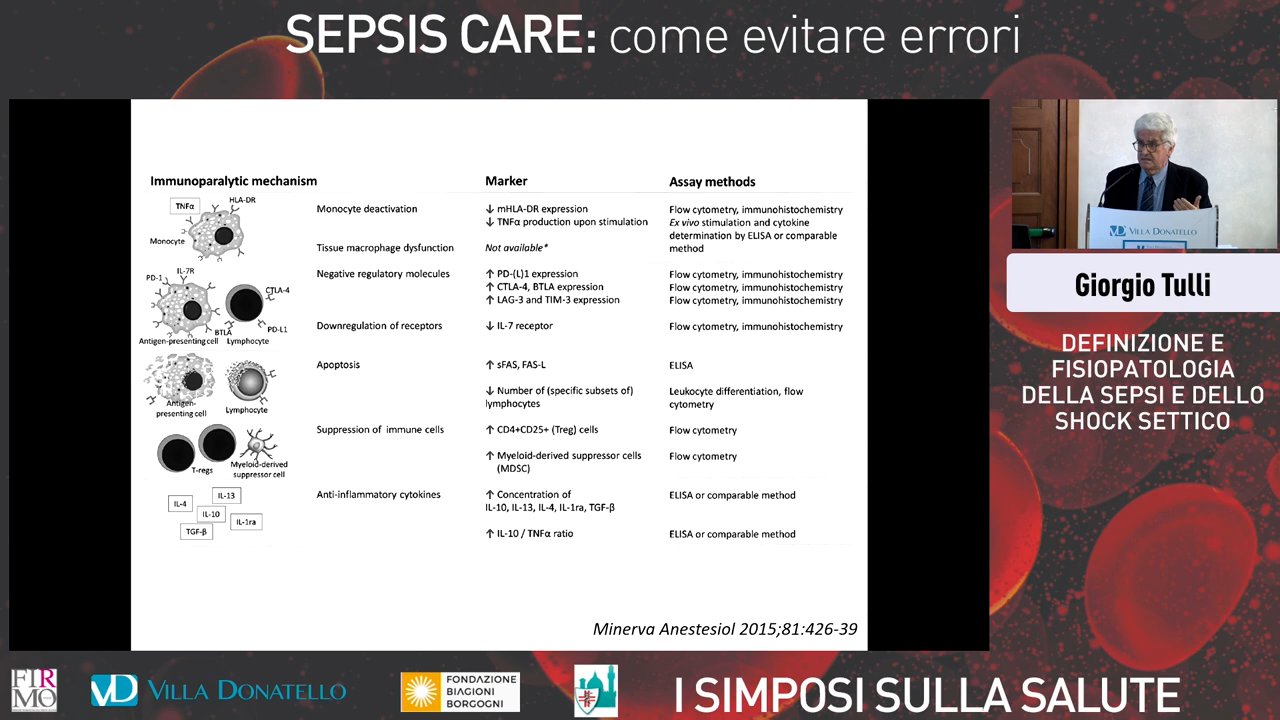 SEPSIS CARE: come evitare errori
Immunoparalytic mechanism
Marker
Assay methods
TNFα
HLA-DR
Monocyte
Monocyte deactivation
↓ mHLA-DR expression
Flow cytometry, immunohistochemistry
↓ TNFα production upon stimulation
Ex vivo stimulation and cytokine
determination by ELISA or comparable
method
Tissue macrophage dysfunction
Not available*
PD-1
IL-7R
CTLA-4
BTLA
PD-L1
Antigen-presenting cell
Lymphocyte
Negative regulatory molecules
↑ PD-(L)1 expression
Flow cytometry, immunohistochemistry
↑ CTLA-4, BTLA expression
Flow cytometry, immunohistochemistry
↑ LAG-3 and TIM-3 expression
Flow cytometry, immunohistochemistry
Downregulation of receptors
↓ IL-7 receptor
Flow cytometry, immunohistochemistry
Antigen-
presenting cell
Lymphocyte
Apoptosis
↑ sFAS, FAS-L
ELISA
↓ Number of (specific subsets of)
lymphocytes
Leukocyte differentiation, flow
cytometry
T-regs
Myeloid-derived
suppressor cell
Suppression of immune cells
↑ CD4+CD25+ (Treg) cells
Flow cytometry
↑ Myeloid-derived suppressor cells
(MDSC)
Flow cytometry
IL-13
IL-4
IL-10
IL-1ra
TGF-β
Anti-inflammatory cytokines
↑ Concentration of
IL-10, IL-13, IL-4, IL-1ra, TGF-β
ELISA or comparable method
↑ IL-10 / TNFα ratio
ELISA or comparable method
Minerva Anestesiol 2015;81:426-39
VD VILLA DONATELLO
Giorgio Tulli
DEFINIZIONE E
FISIOPATOLOGIA
DELLA SEPSI E DELLO
SHOCK SETTICO
FIR
MO
VD VILLA DONATELLO
FONDAZIONE
BIAGIONI
BORGOGNI
I SIMPOSI SULLA SALUTE